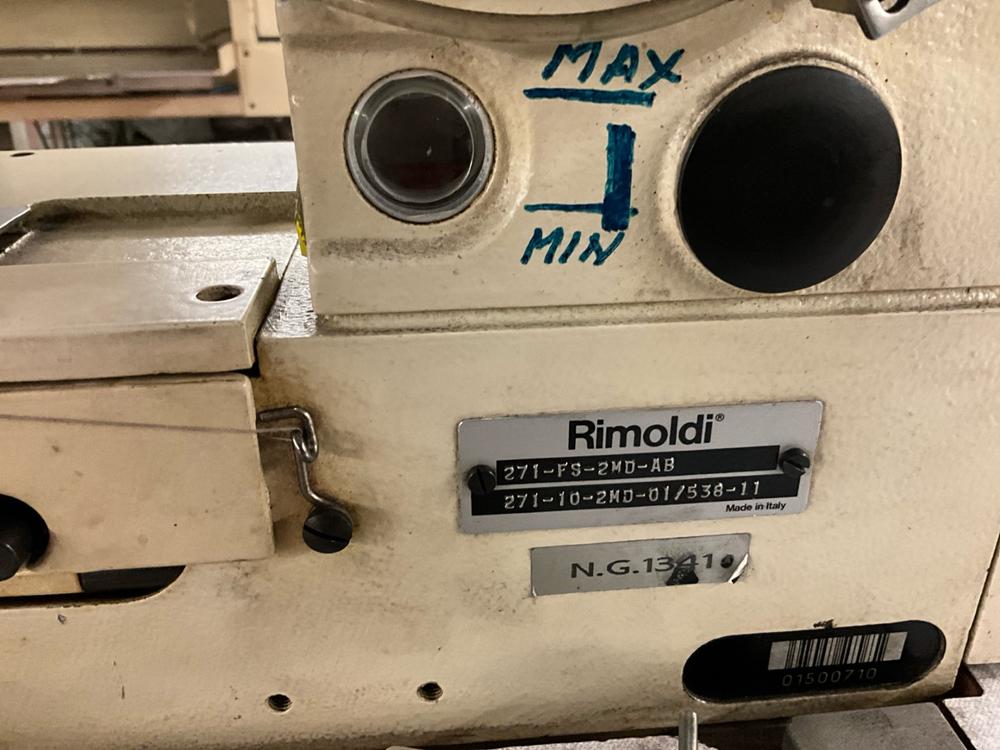 MAX
MIN
Rimoldi®
271-FS-2MD-AB
271-10-2MD-01/538-11
Made in Italy
N.G.1341
01500710